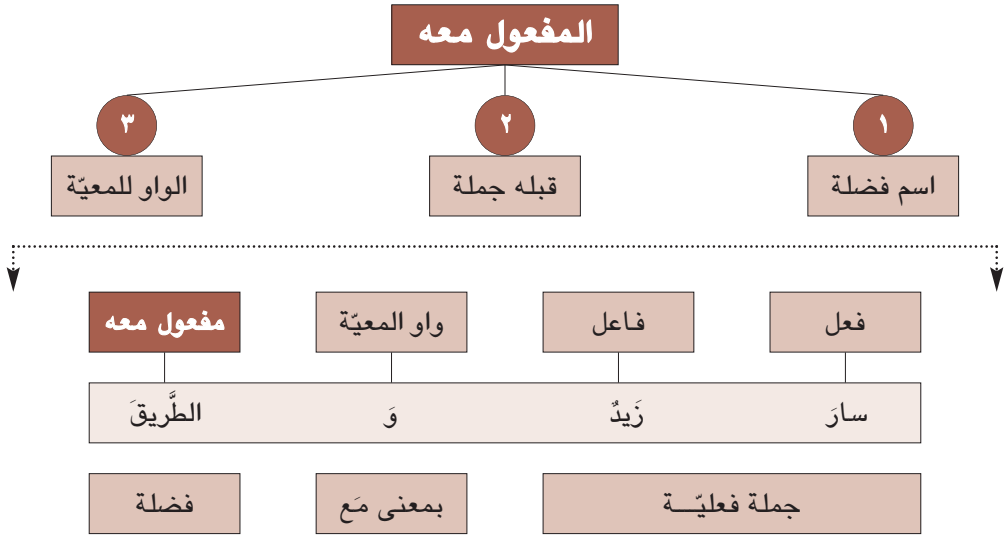 المفعول معه
١
٢
٣
اسم فضلة
قبله جملة
الواو للمعيّة
فعل
فاعل
واو المعيّة
مفعول معه
سارَ زَيدٌ وَ الطَّريقَ
جملة فعليّـــة
بمعنى مَع
فضلة